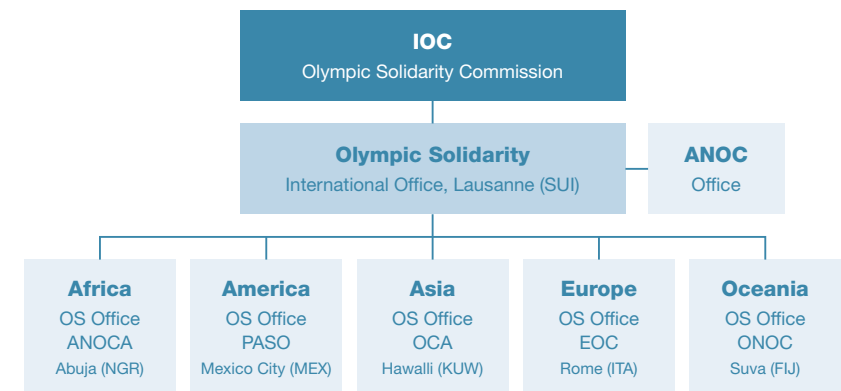 IOC
Olympic Solidarity Commission
Olympic Solidarity
International Office, Lausanne (SUI)
ANOC
Office
Africa
OS Office
ANOCA
Abuja (NGR)
America
OS Office
PASO
Mexico City (MEX)
Asia
OS Office
OCA
Hawalli (KUW)
Europe
OS Office
EOC
Rome (ITA)
Oceania
OS Office
ONOC
Suva (FIJ)